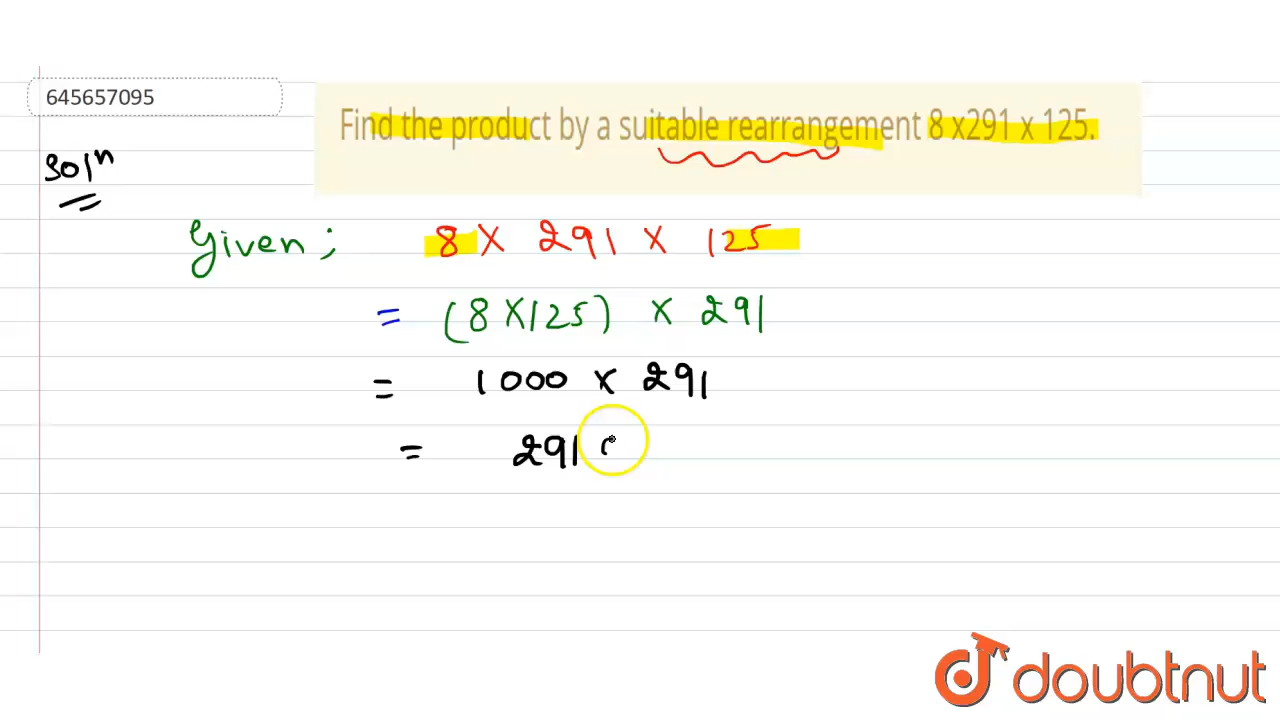 645657095
Find the product by a suitable rearrangement 8 x291 x 125.
Solⁿ
Given ; 8 X 291 X 125
= (8 X 125) X 291
= 1000 X 291
= 291
doubtnut